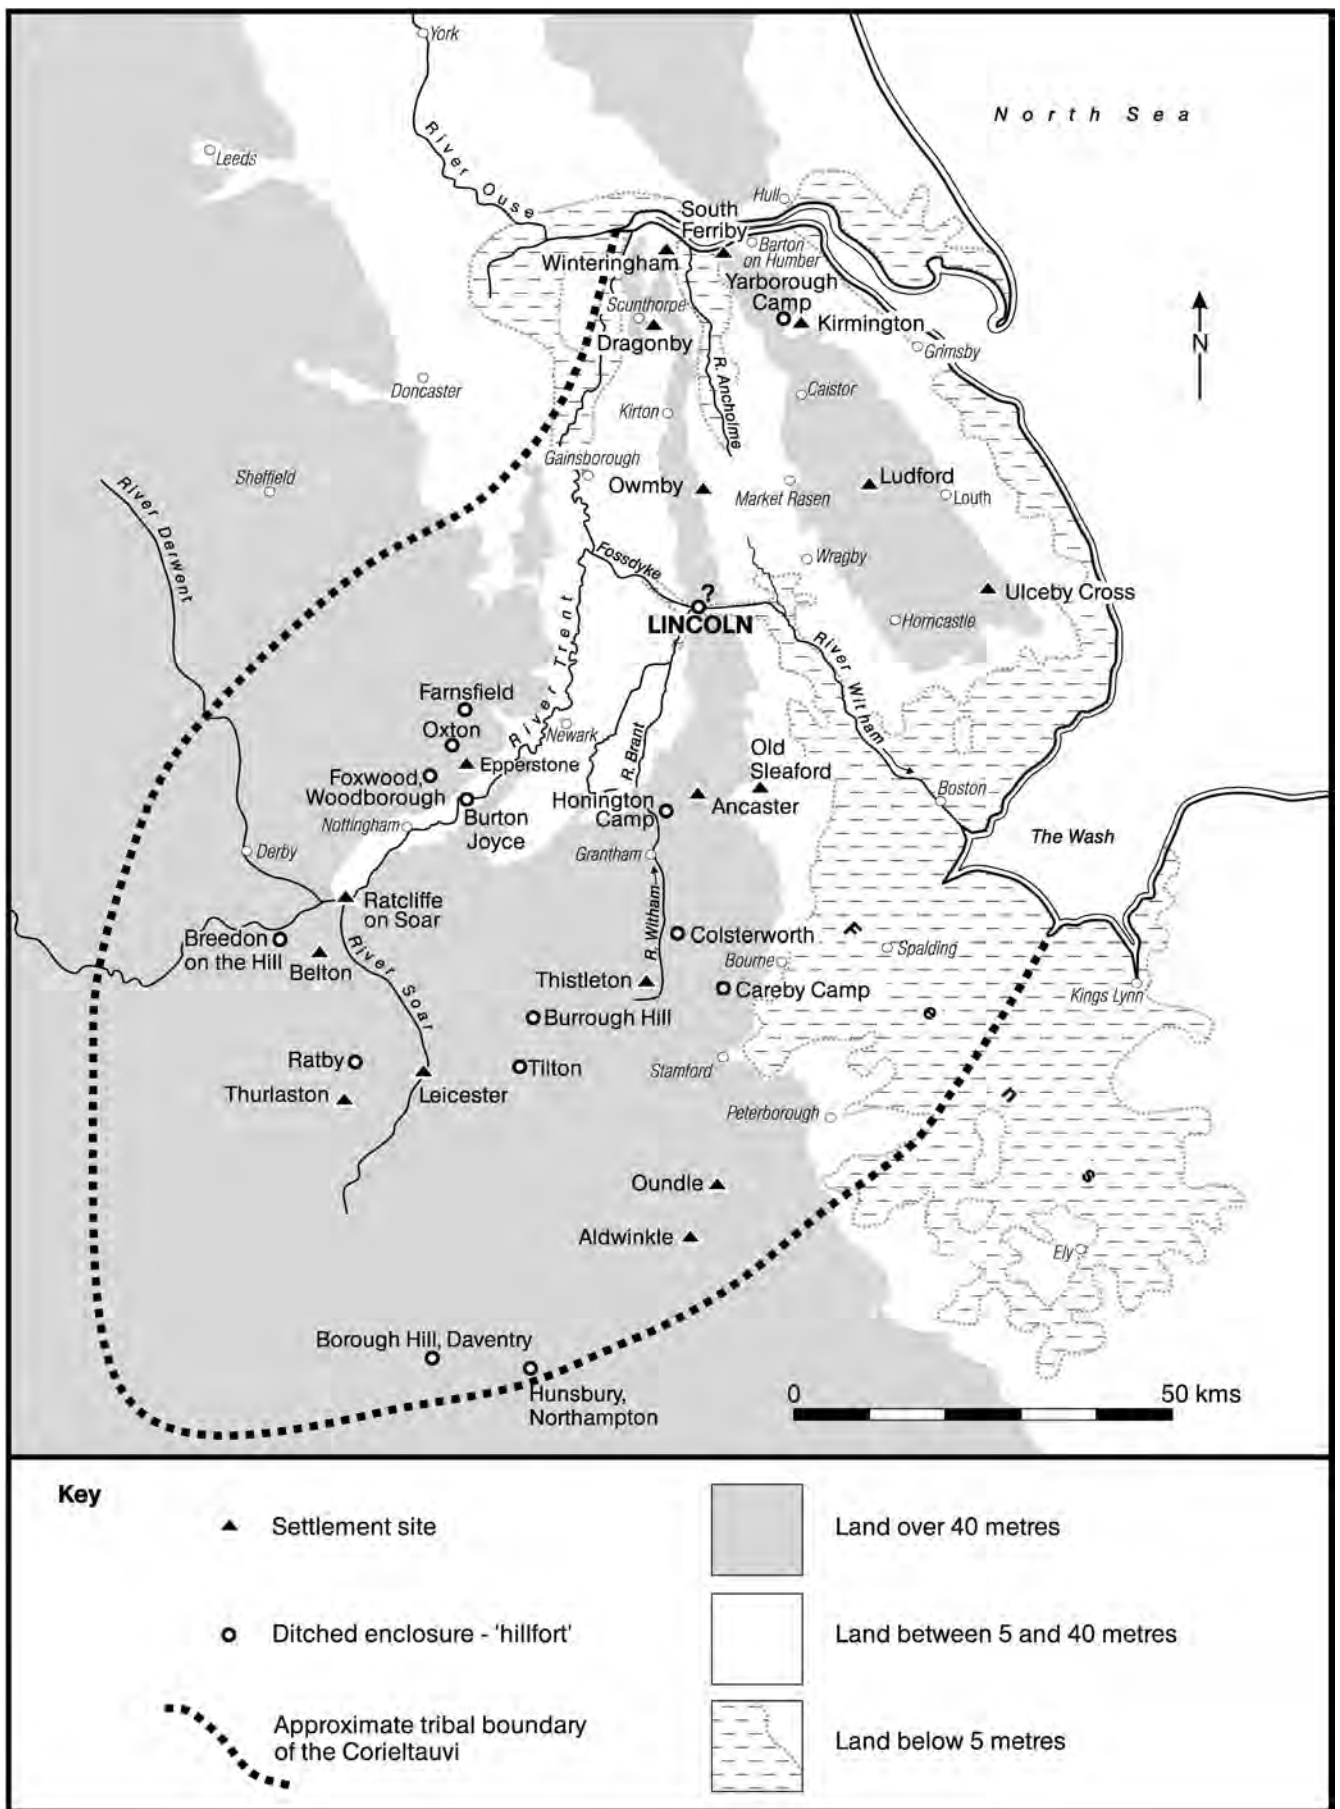 York
North Sea
Leeds
River Ouse
Hull
South
Ferriby
Barton
on Humber
Winteringham
Yarborough
Camp
Scunthorpe
Kirmington
N
Dragonby
Grimsby
R. Ancholme
Doncaster
Caistor
Kirton
Gainsborough
Sheffield
Owmby
Market Rasen
Ludford
Louth
River Derwent
Fossdyke
Wragby
?
LINCOLN
Ulceby Cross
Horncastle
River Trent
River Witham
Farnsfield
Oxton
Newark
R. Brant
Old
Sleaford
Epperstone
Foxwood,
Woodborough
Honington
Camp
Ancaster
Boston
Burton
Joyce
Nottingham
The Wash
Derby
Grantham
Ratcliffe
on Soar
R. Witham
Breedon
on the Hill
Belton
River Soar
Colsterworth
Bourne
Fens
Spalding
Thistleton
Careby Camp
Kings Lynn
Burrough Hill
Ratby
Tilton
Stamford
Thurlaston
Leicester
Peterborough
Oundle
Aldwinkle
Ely
Borough Hill, Daventry
Hunsbury,
Northampton
0 50 kms
Key
Settlement site
Land over 40 metres
Ditched enclosure - 'hillfort'
Land between 5 and 40 metres
Approximate tribal boundary
of the Corieltauvi
Land below 5 metres